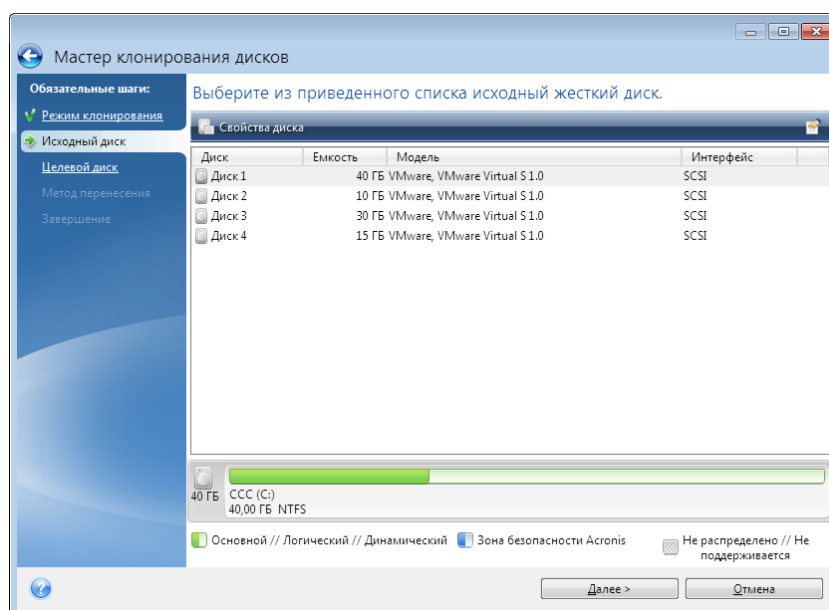 Мастер клонирования дисков
Обязательные шаги:
Режим клонирования
Исходный диск
Целевой диск
Метод перенесения
Завершение
Выберите из приведенного списка исходный жесткий диск.
Свойства диска
Диск Емкость Модель Интерфейс
Диск 1 40 ГБ VMware, VMware Virtual S 1.0 SCSI
Диск 2 10 ГБ VMware, VMware Virtual S 1.0 SCSI
Диск 3 30 ГБ VMware, VMware Virtual S 1.0 SCSI
Диск 4 15 ГБ VMware, VMware Virtual S 1.0 SCSI
40 ГБ
CCC (C:)
40,00 ГБ NTFS
Основной // Логический // Динамический
Зона безопасности Acronis
Не распределено // Не
поддерживается
Далее >
Отмена